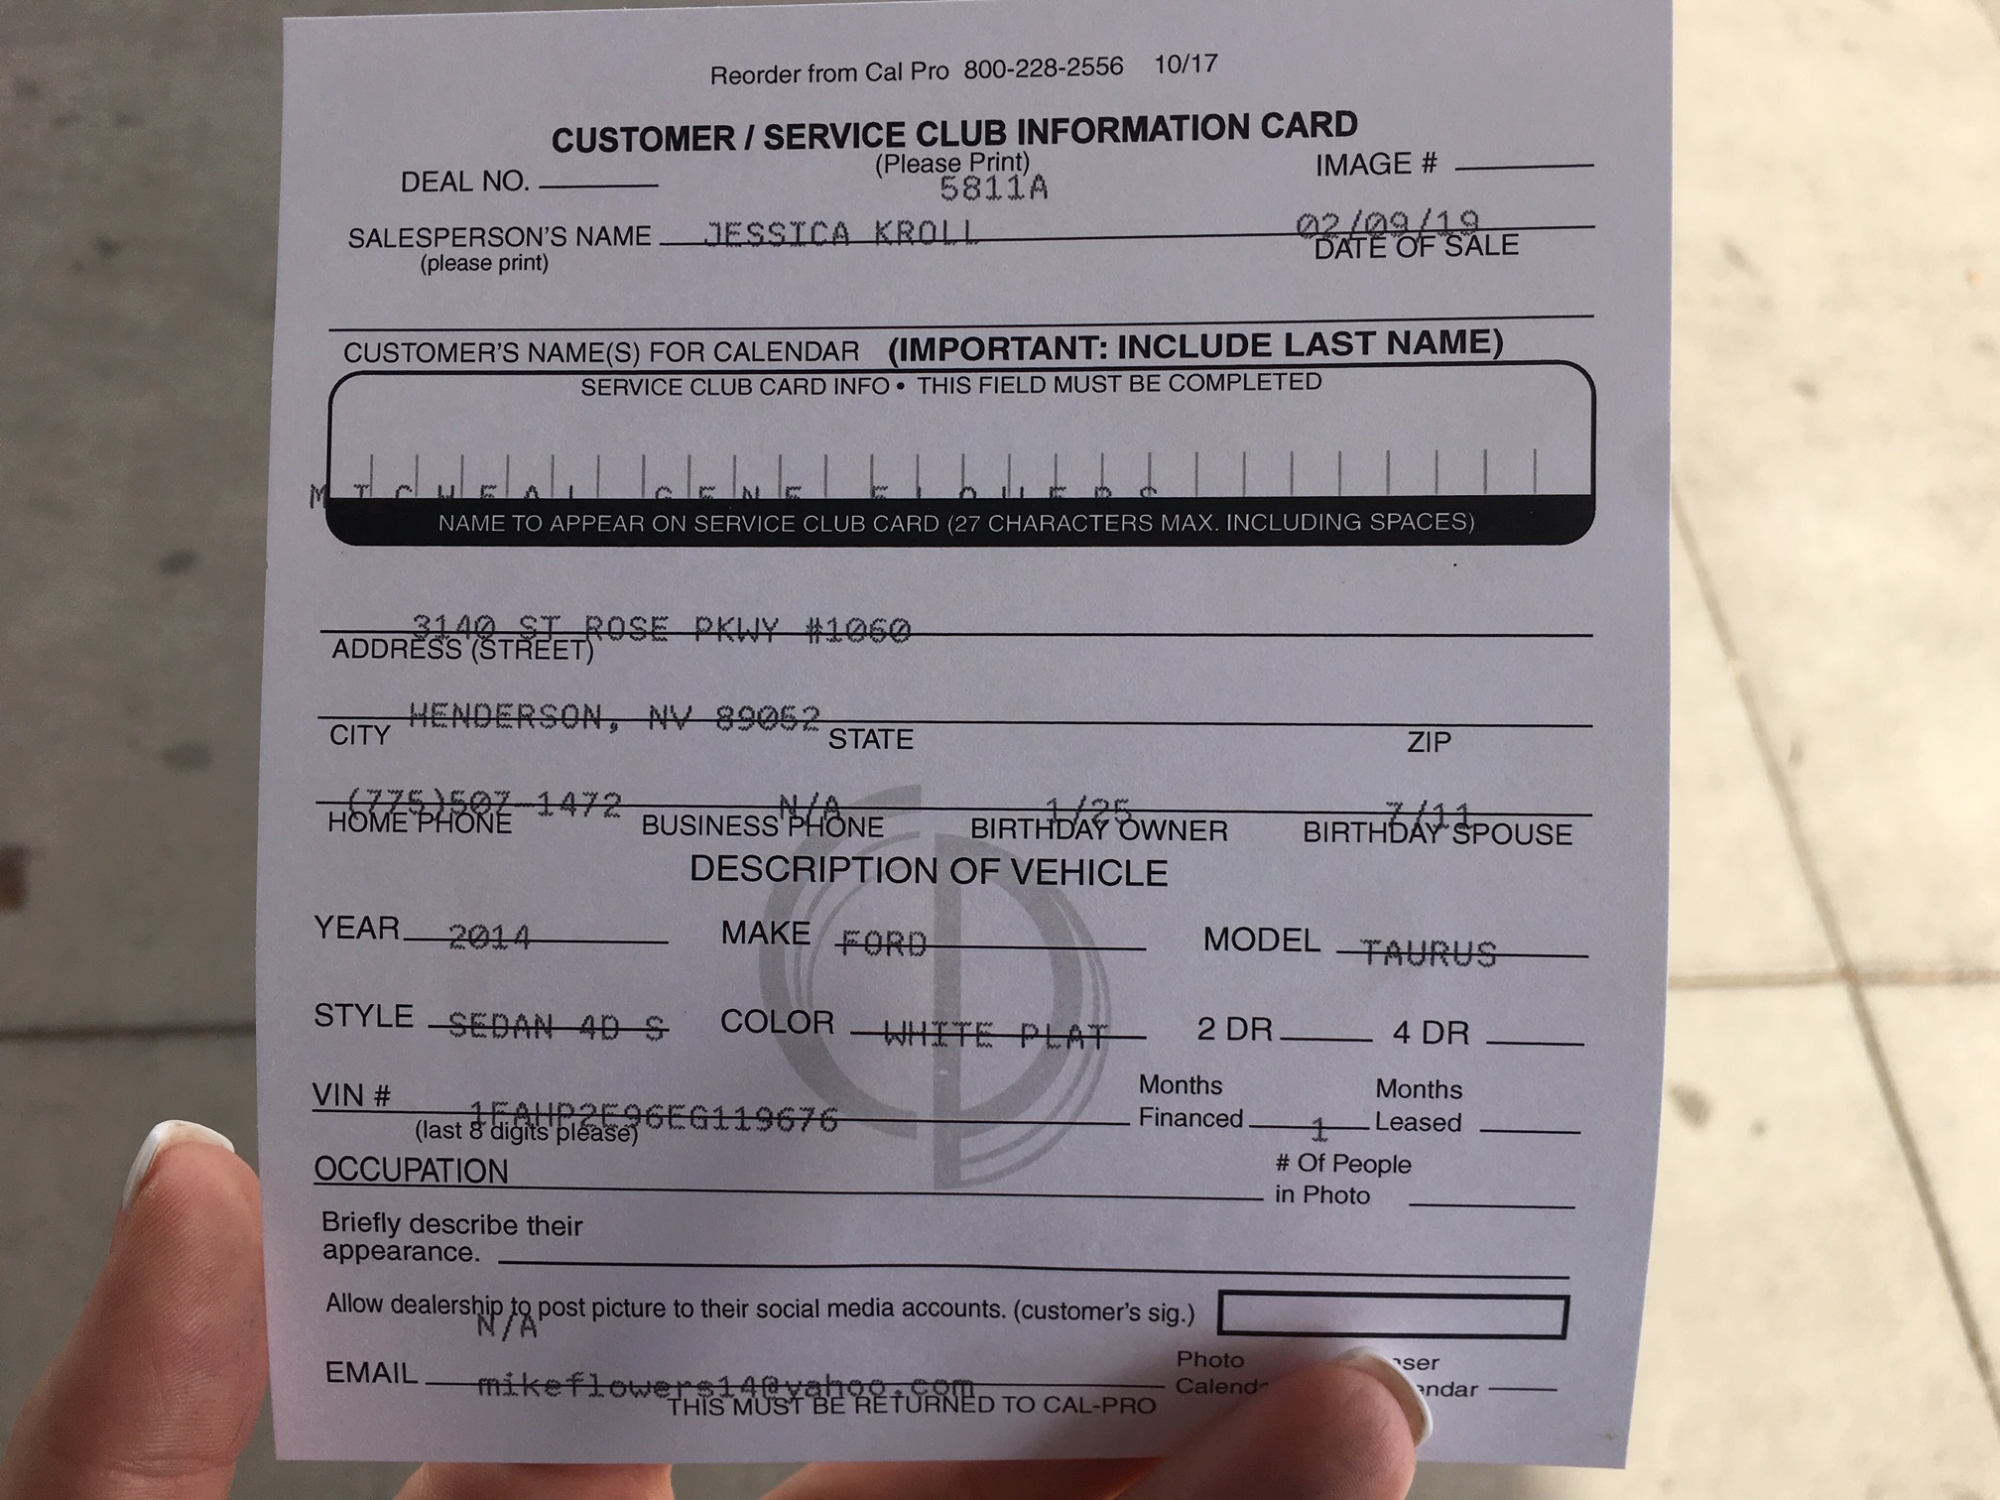 Reorder from Cal Pro 800-228-2556 10/17
CUSTOMER / SERVICE CLUB INFORMATION CARD
(Please Print)
DEAL NO. IMAGE #
5811A
SALESPERSON'S NAME JESSICA KROLL 02/09/19
(please print) DATE OF SALE
CUSTOMER'S NAME(S) FOR CALENDAR (IMPORTANT: INCLUDE LAST NAME)
SERVICE CLUB CARD INFO • THIS FIELD MUST BE COMPLETED
MICHEAL GENE FLOWERS
NAME TO APPEAR ON SERVICE CLUB CARD (27 CHARACTERS MAX. INCLUDING SPACES)
3140 ST ROSE PKWY #1060
ADDRESS (STREET)
HENDERSON, NV 89052
CITY STATE ZIP
(775)507-1472 N/A 1/25 7/11
HOME PHONE BUSINESS PHONE BIRTHDAY OWNER BIRTHDAY SPOUSE
DESCRIPTION OF VEHICLE
YEAR 2014 MAKE FORD MODEL TAURUS
STYLE SEDAN 4D S COLOR WHITE PLAT 2 DR 4 DR
VIN # 1FAHP2E96EG119676 Months Financed 1 Months Leased
(last 8 digits please)
OCCUPATION # Of People in Photo
Briefly describe their
appearance.
Allow dealership to post picture to their social media accounts. (customer's sig.)
N/A
EMAIL mikeflowers14@yahoo.com Photo
THIS MUST BE RETURNED TO CAL-PRO